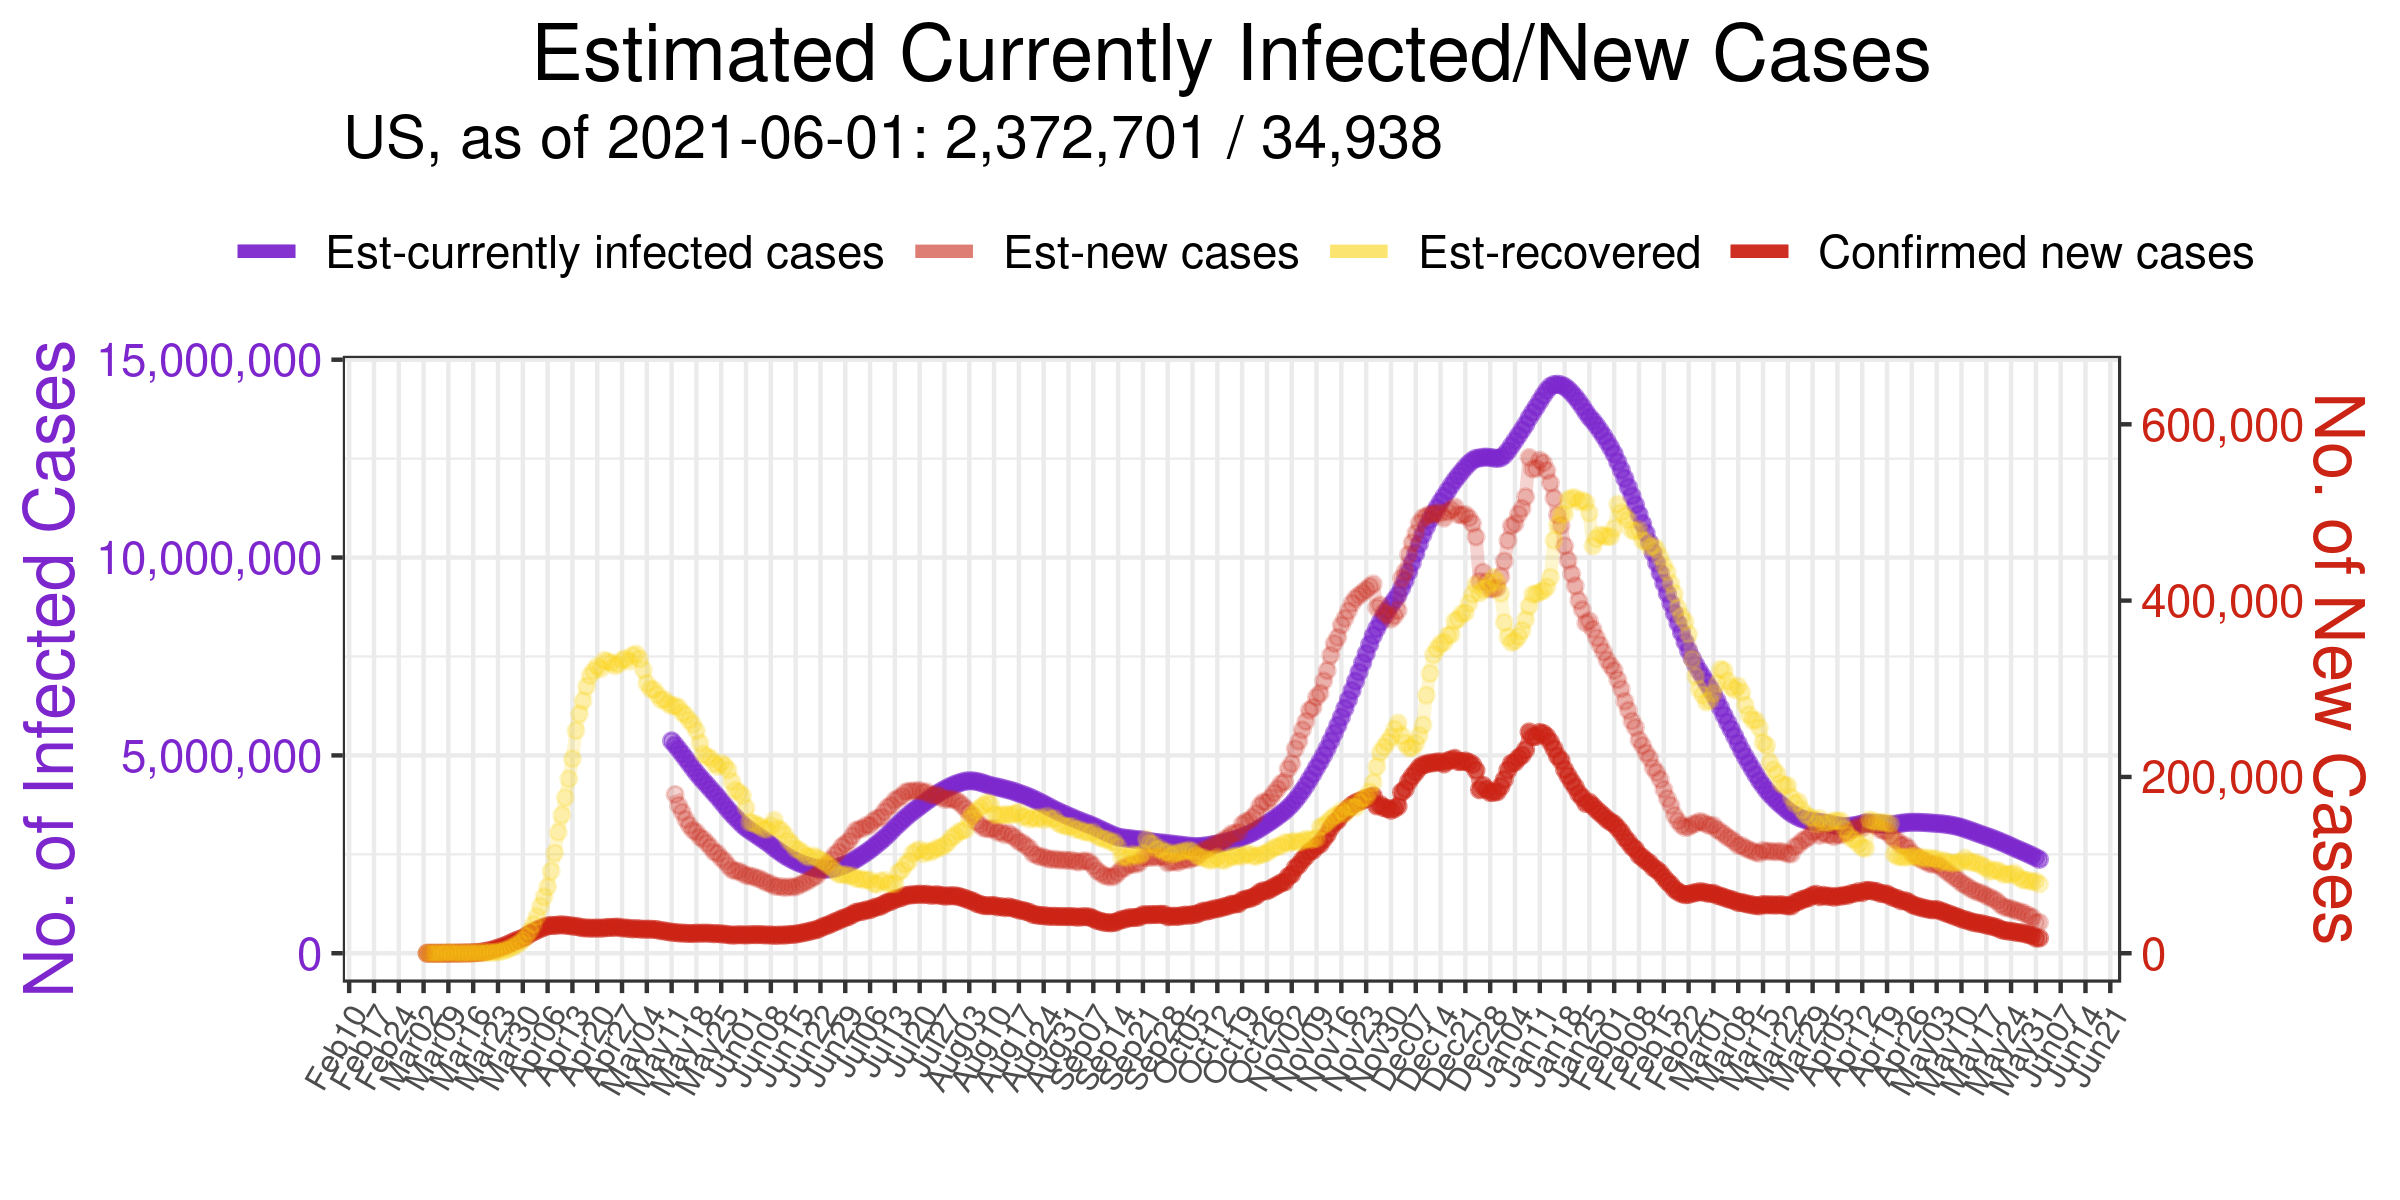 Estimated Currently Infected/New Cases
US, as of 2021-06-01: 2,372,701 / 34,938
Est-currently infected cases
Est-new cases
Est-recovered
Confirmed new cases
No. of Infected Cases
15,000,000
10,000,000
5,000,000
0
600,000
400,000
200,000
0
No. of New Cases
Feb10
Feb17
Feb24
Mar02
Mar09
Mar16
Mar23
Mar30
Apr06
Apr13
Apr20
Apr27
May04
May11
May18
May25
Jun01
Jun08
Jun15
Jun22
Jun29
Jul06
Jul13
Jul20
Jul27
Aug03
Aug10
Aug17
Aug24
Aug31
Sep07
Sep14
Sep21
Sep28
Oct05
Oct12
Oct19
Oct26
Nov02
Nov09
Nov16
Nov23
Nov30
Dec07
Dec14
Dec21
Dec28
Jan04
Jan11
Jan18
Jan25
Feb01
Feb08
Feb15
Feb22
Mar01
Mar08
Mar15
Mar22
Mar29
Apr05
Apr12
Apr19
Apr26
May03
May10
May17
May24
May31
Jun07
Jun14
Jun21